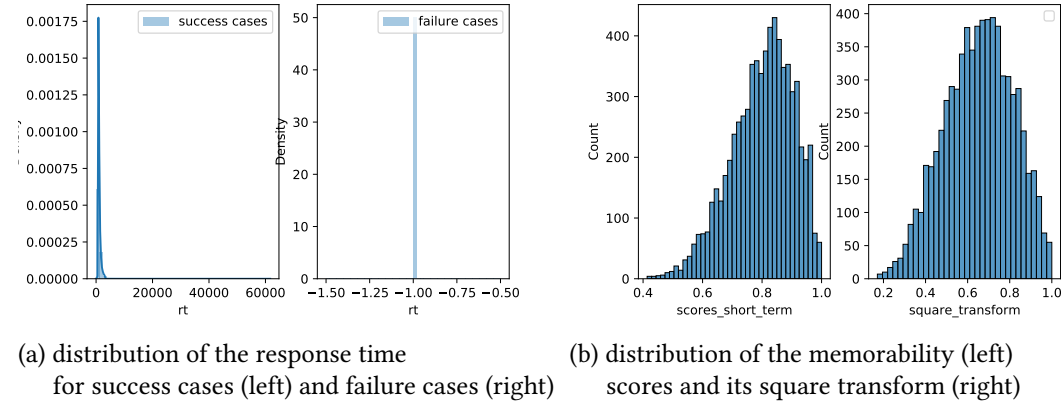 success cases
0.00175
0.00150
0.00125
0.00100
0.00075
0.00050
0.00025
0.00000
0 20000 40000 60000
rt
failure cases
Density
50
40
30
20
10
0
−1.50 −1.25 −1.00 −0.75 −0.50
rt
Count
400
300
200
100
0
0.4 0.6 0.8 1.0
scores_short_term
Count
400
350
300
250
200
150
100
50
0
0.2 0.4 0.6 0.8 1.0
square_transform
(a) distribution of the response time
for success cases (left) and failure cases (right)
(b) distribution of the memorability (left)
scores and its square transform (right)